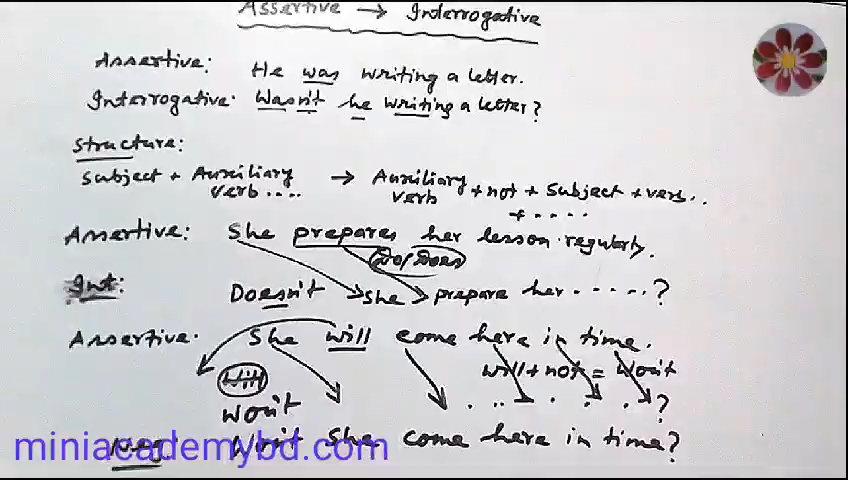 Assertive → Interrogative
Assertive: He was writing a letter.
Interrogative: Wasn't he writing a letter?
Structure:
Subject + Auxiliary verb.... → Auxiliary verb + not + Subject + verb.. + ....
Assertive: She prepares her lesson regularly.
Do/Does
Int: Doesn't she prepare her ......?
Assertive: She will come here in time.
will + not = won't
Will
won't ......?
Won't she come here in time?
miniacademybd.com